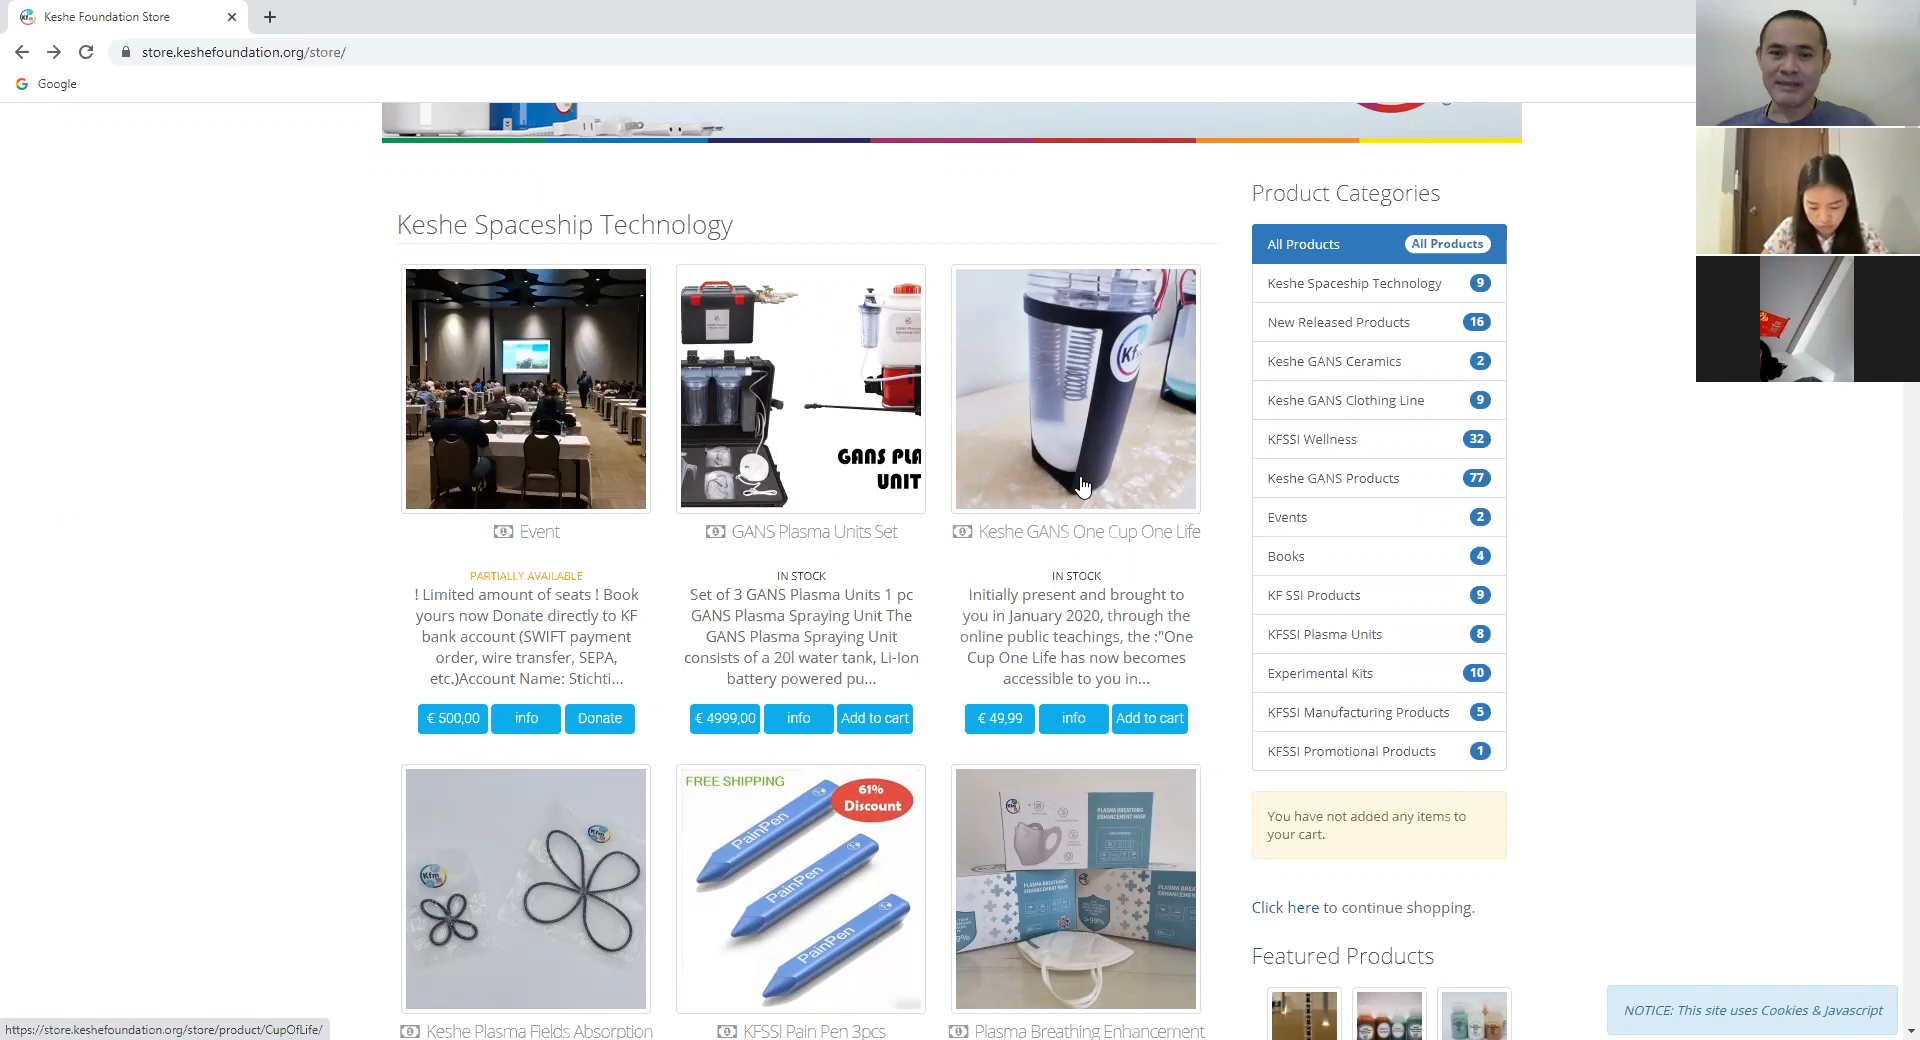 Keshe Foundation Store
store.keshefoundation.org/store/
Google
Keshe Spaceship Technology
GANS PLA
UNIT
Event
GANS Plasma Units Set
Keshe GANS One Cup One Life
PARTIALLY AVAILABLE
! Limited amount of seats ! Book
yours now Donate directly to KF
bank account (SWIFT payment
order, wire transfer, SEPA,
etc.)Account Name: Stichti...
IN STOCK
Set of 3 GANS Plasma Units 1 pc
GANS Plasma Spraying Unit The
GANS Plasma Spraying Unit
consists of a 20l water tank, Li-Ion
battery powered pu...
IN STOCK
Initially present and brought to
you in January 2020, through the
online public teachings, the :"One
Cup One Life has now becomes
accessible to you in...
€ 500,00 info Donate
€ 4999,00 info Add to cart
€ 49,99 info Add to cart
FREE SHIPPING
61%
Discount
PainPen
PainPen
PainPen
PLASMA BREATHING
ENHANCEMENT MASK
Keshe Plasma Fields Absorption
KFSSI Pain Pen 3pcs
Plasma Breathing Enhancement
Product Categories
All Products All Products
Keshe Spaceship Technology 9
New Released Products 16
Keshe GANS Ceramics 2
Keshe GANS Clothing Line 9
KFSSI Wellness 32
Keshe GANS Products 77
Events 2
Books 4
KF SSI Products 9
KFSSI Plasma Units 8
Experimental Kits 10
KFSSI Manufacturing Products 5
KFSSI Promotional Products 1
You have not added any items to
your cart.
Click here to continue shopping.
Featured Products
NOTICE: This site uses Cookies & Javascript
https://store.keshefoundation.org/store/product/CupOfLife/